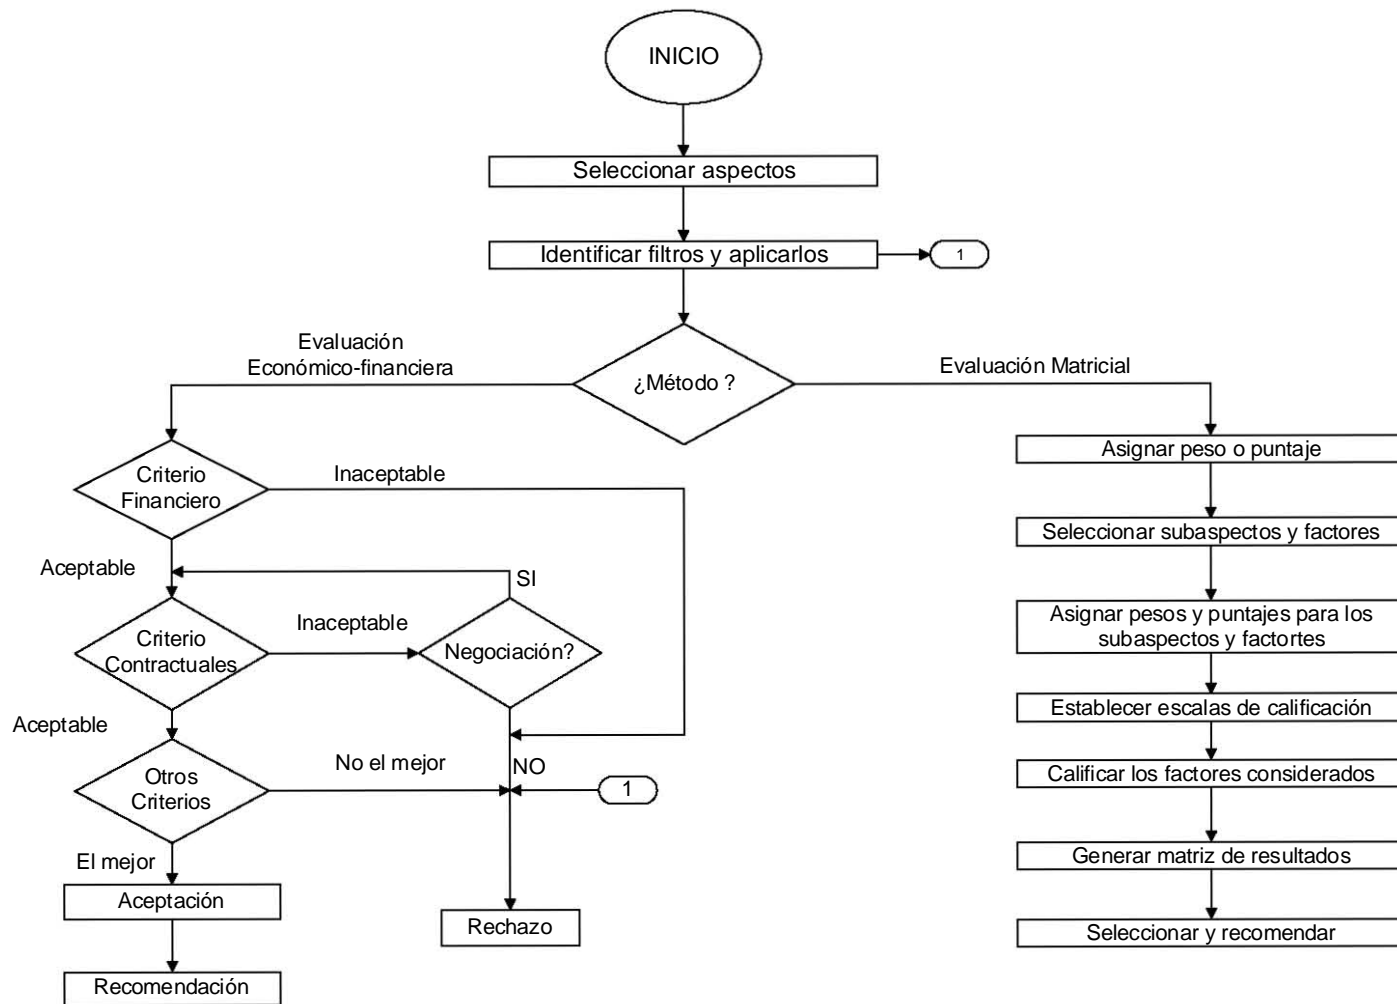 INICIO
Seleccionar aspectos
Identificar filtros y aplicarlos
1
Evaluación
Económico-financiera
¿Método ?
Evaluación Matricial
Criterio
Financiero
Inaceptable
Asignar peso o puntaje
Seleccionar subaspectos y factores
Aceptable
SI
Criterio
Contractuales
Inaceptable
Negociación?
Asignar pesos y puntajes para los
subaspectos y factortes
Aceptable
Establecer escalas de calificación
Otros
Criterios
No el mejor
NO
1
Calificar los factores considerados
El mejor
Generar matriz de resultados
Aceptación
Rechazo
Seleccionar y recomendar
Recomendación